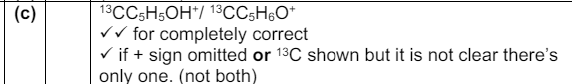 (c) ¹³CC₅H₅OH⁺/ ¹³CC₅H₆O⁺
✓✓ for completely correct
✓ if + sign omitted or ¹³C shown but it is not clear there's
only one. (not both)